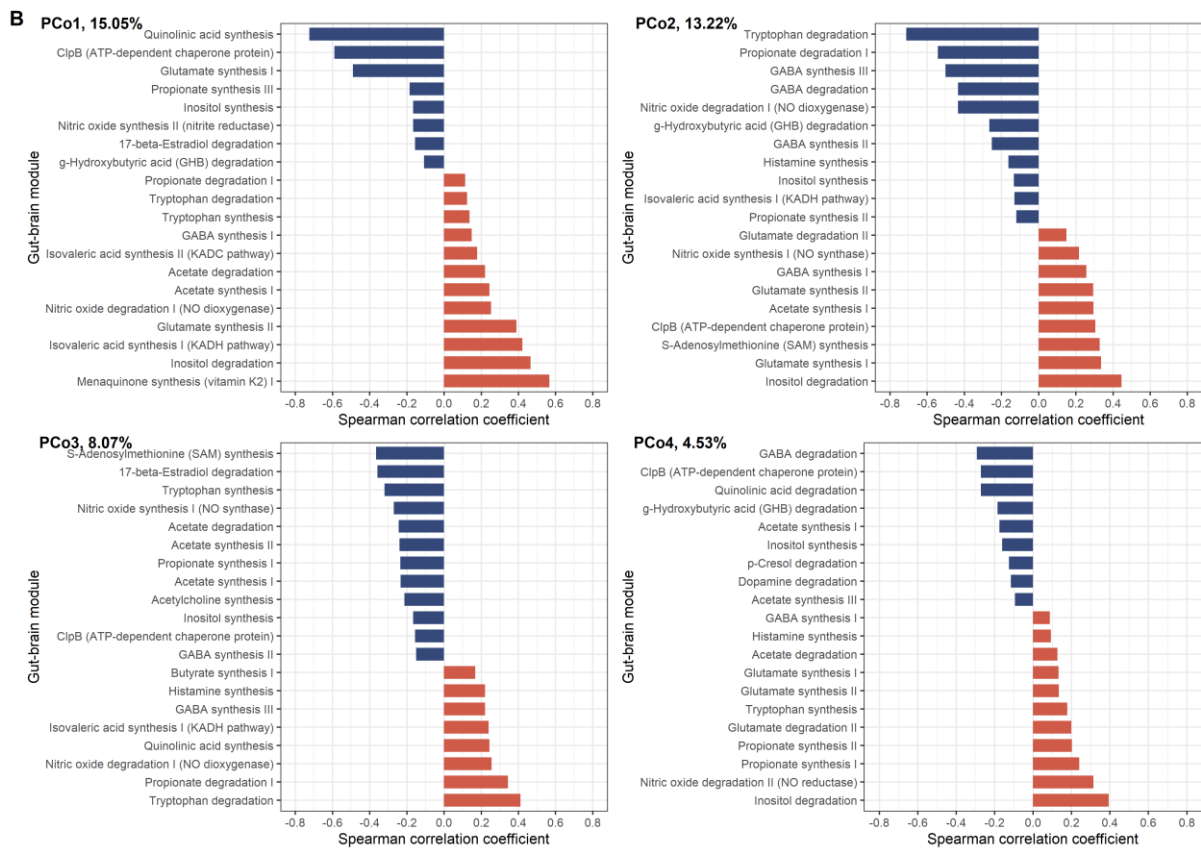 B
PCo1, 15.05%
Gut-brain module
Quinolinic acid synthesis
ClpB (ATP-dependent chaperone protein)
Glutamate synthesis I
Propionate synthesis III
Inositol synthesis
Nitric oxide synthesis II (nitrite reductase)
17-beta-Estradiol degradation
g-Hydroxybutyric acid (GHB) degradation
Propionate degradation I
Tryptophan degradation
Tryptophan synthesis
GABA synthesis I
Isovaleric acid synthesis II (KADC pathway)
Acetate degradation
Acetate synthesis I
Nitric oxide degradation I (NO dioxygenase)
Glutamate synthesis II
Isovaleric acid synthesis I (KADH pathway)
Inositol degradation
Menaquinone synthesis (vitamin K2) I
-0.8 -0.6 -0.4 -0.2 0.0 0.2 0.4 0.6 0.8
Spearman correlation coefficient
PCo2, 13.22%
Gut-brain module
Tryptophan degradation
Propionate degradation I
GABA synthesis III
GABA degradation
Nitric oxide degradation I (NO dioxygenase)
g-Hydroxybutyric acid (GHB) degradation
GABA synthesis II
Histamine synthesis
Inositol synthesis
Isovaleric acid synthesis I (KADH pathway)
Propionate synthesis II
Glutamate degradation II
Nitric oxide synthesis I (NO synthase)
GABA synthesis I
Glutamate synthesis II
Acetate synthesis I
ClpB (ATP-dependent chaperone protein)
S-Adenosylmethionine (SAM) synthesis
Glutamate synthesis I
Inositol degradation
-0.8 -0.6 -0.4 -0.2 0.0 0.2 0.4 0.6 0.8
Spearman correlation coefficient
PCo3, 8.07%
Gut-brain module
S-Adenosylmethionine (SAM) synthesis
17-beta-Estradiol degradation
Tryptophan synthesis
Nitric oxide synthesis I (NO synthase)
Acetate degradation
Acetate synthesis II
Propionate synthesis I
Acetate synthesis I
Acetylcholine synthesis
Inositol synthesis
ClpB (ATP-dependent chaperone protein)
GABA synthesis II
Butyrate synthesis I
Histamine synthesis
GABA synthesis III
Isovaleric acid synthesis I (KADH pathway)
Quinolinic acid synthesis
Nitric oxide degradation I (NO dioxygenase)
Propionate degradation I
Tryptophan degradation
-0.8 -0.6 -0.4 -0.2 0.0 0.2 0.4 0.6 0.8
Spearman correlation coefficient
PCo4, 4.53%
Gut-brain module
GABA degradation
ClpB (ATP-dependent chaperone protein)
Quinolinic acid degradation
g-Hydroxybutyric acid (GHB) degradation
Acetate synthesis I
Inositol synthesis
p-Cresol degradation
Dopamine degradation
Acetate synthesis III
GABA synthesis I
Histamine synthesis
Acetate degradation
Glutamate synthesis I
Glutamate synthesis II
Tryptophan synthesis
Glutamate degradation II
Propionate synthesis II
Propionate synthesis I
Nitric oxide degradation II (NO reductase)
Inositol degradation
-0.8 -0.6 -0.4 -0.2 0.0 0.2 0.4 0.6 0.8
Spearman correlation coefficient